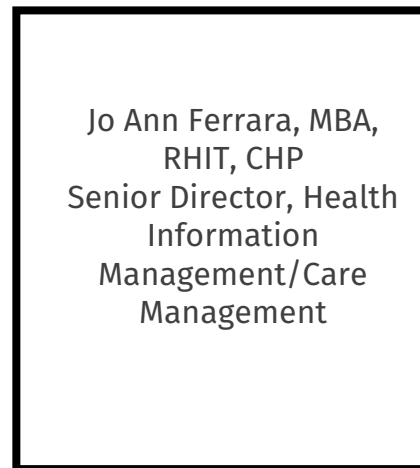 Jo Ann Ferrara, MBA,
RHIT, CHP
Senior Director, Health
Information
Management/Care
Management